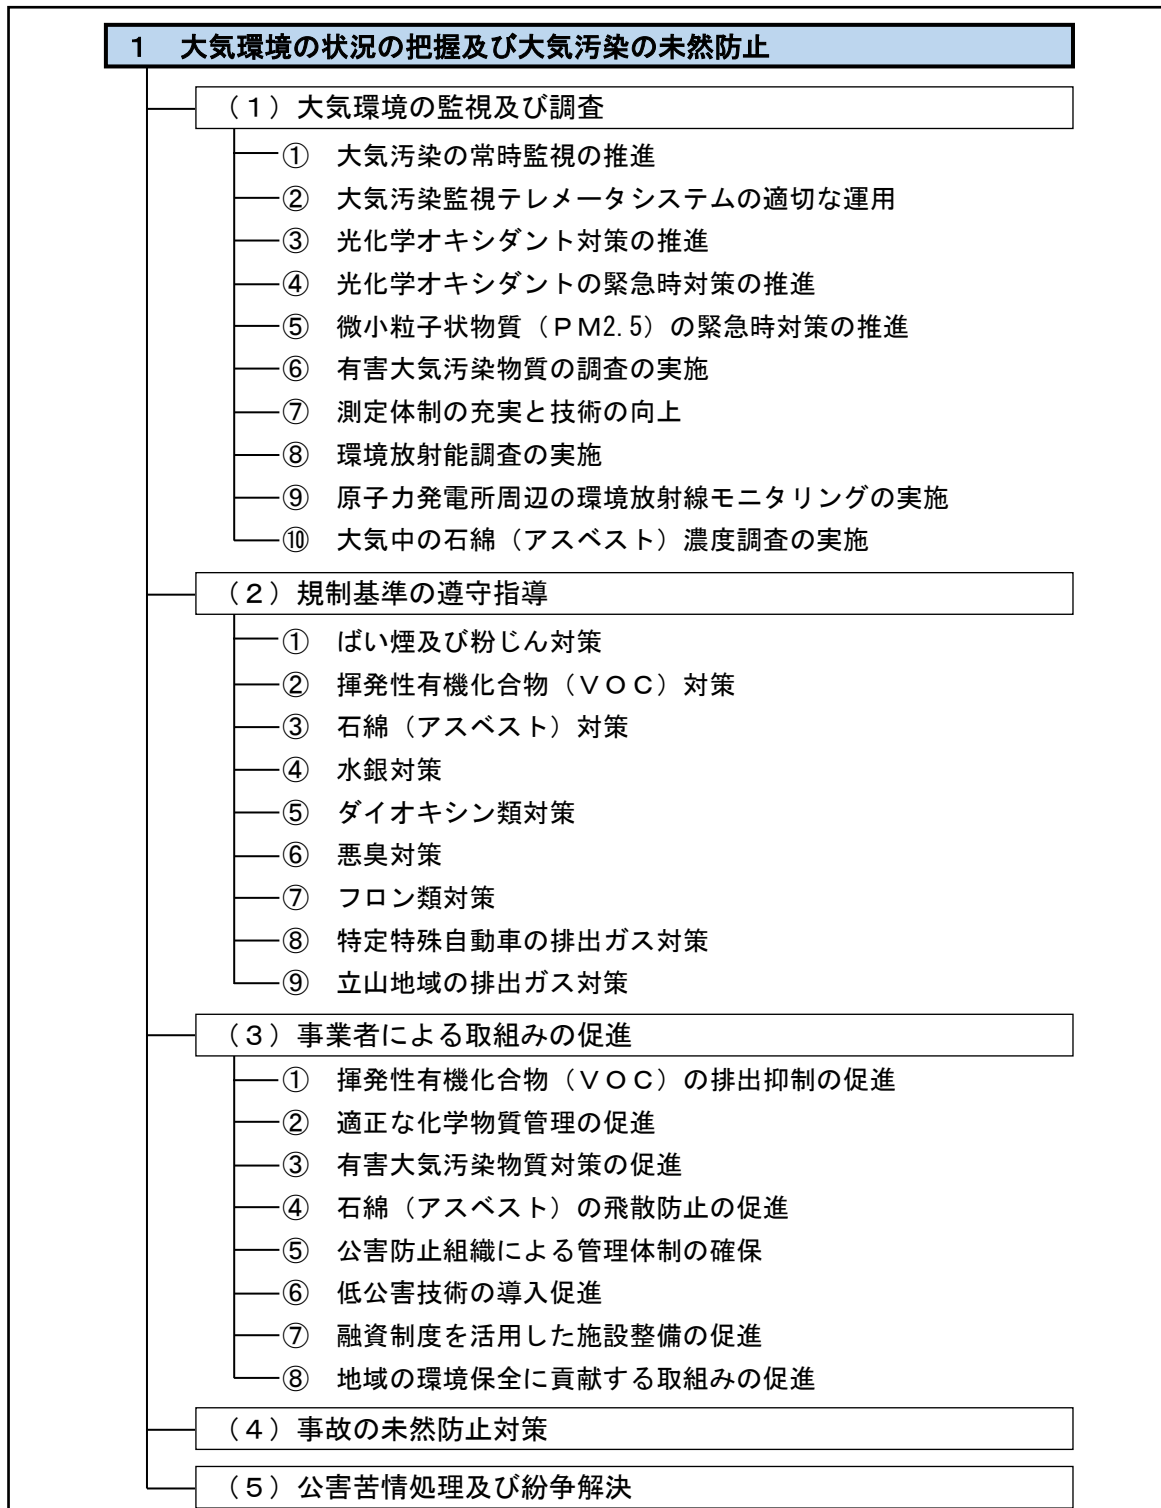 １　大気環境の状況の把握及び大気汚染の未然防止
（１）大気環境の監視及び調査
①　大気汚染の常時監視の推進
②　大気汚染監視テレメータシステムの適切な運用
③　光化学オキシダント対策の推進
④　光化学オキシダントの緊急時対策の推進
⑤　微小粒子状物質（ＰＭ2.5）の緊急時対策の推進
⑥　有害大気汚染物質の調査の実施
⑦　測定体制の充実と技術の向上
⑧　環境放射能調査の実施
⑨　原子力発電所周辺の環境放射線モニタリングの実施
⑩　大気中の石綿（アスベスト）濃度調査の実施
（２）規制基準の遵守指導
①　ばい煙及び粉じん対策
②　揮発性有機化合物（ＶＯＣ）対策
③　石綿（アスベスト）対策
④　水銀対策
⑤　ダイオキシン類対策
⑥　悪臭対策
⑦　フロン類対策
⑧　特定特殊自動車の排出ガス対策
⑨　立山地域の排出ガス対策
（３）事業者による取組みの促進
①　揮発性有機化合物（ＶＯＣ）の排出抑制の促進
②　適正な化学物質管理の促進
③　有害大気汚染物質対策の促進
④　石綿（アスベスト）の飛散防止の促進
⑤　公害防止組織による管理体制の確保
⑥　低公害技術の導入促進
⑦　融資制度を活用した施設整備の促進
⑧　地域の環境保全に貢献する取組みの促進
（４）事故の未然防止対策
（５）公害苦情処理及び紛争解決